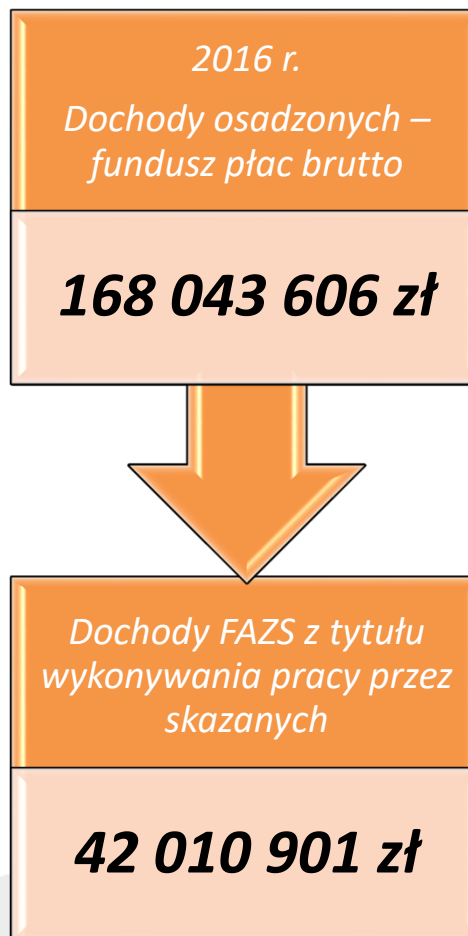 2016 r.
Dochody osadzonych –
fundusz płac brutto
168 043 606 zł
Dochody FAZS z tytułu
wykonywania pracy przez
skazanych
42 010 901 zł